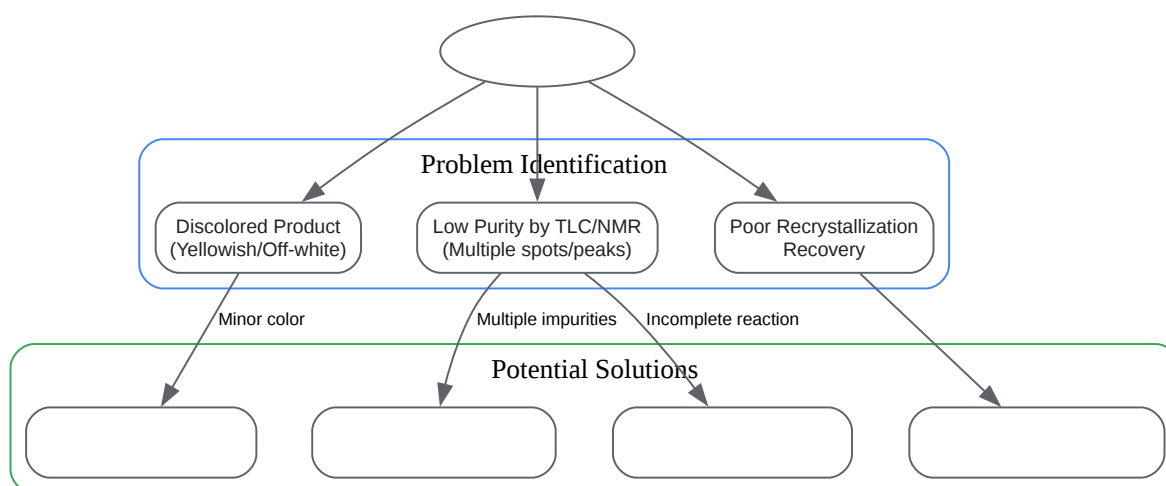 Problem Identification
Discolored Product
(Yellowish/Off-white)
Low Purity by TLC/NMR
(Multiple spots/peaks)
Poor Recrystallization
Recovery
Minor color
Multiple impurities
Incomplete reaction
Potential Solutions